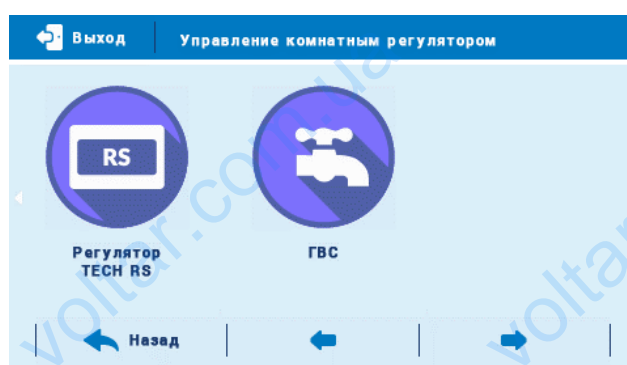 Выход
Управление комнатным регулятором
RS
Регулятор
TECH RS
ГВС
Назад
voltar.com.ua
voltar